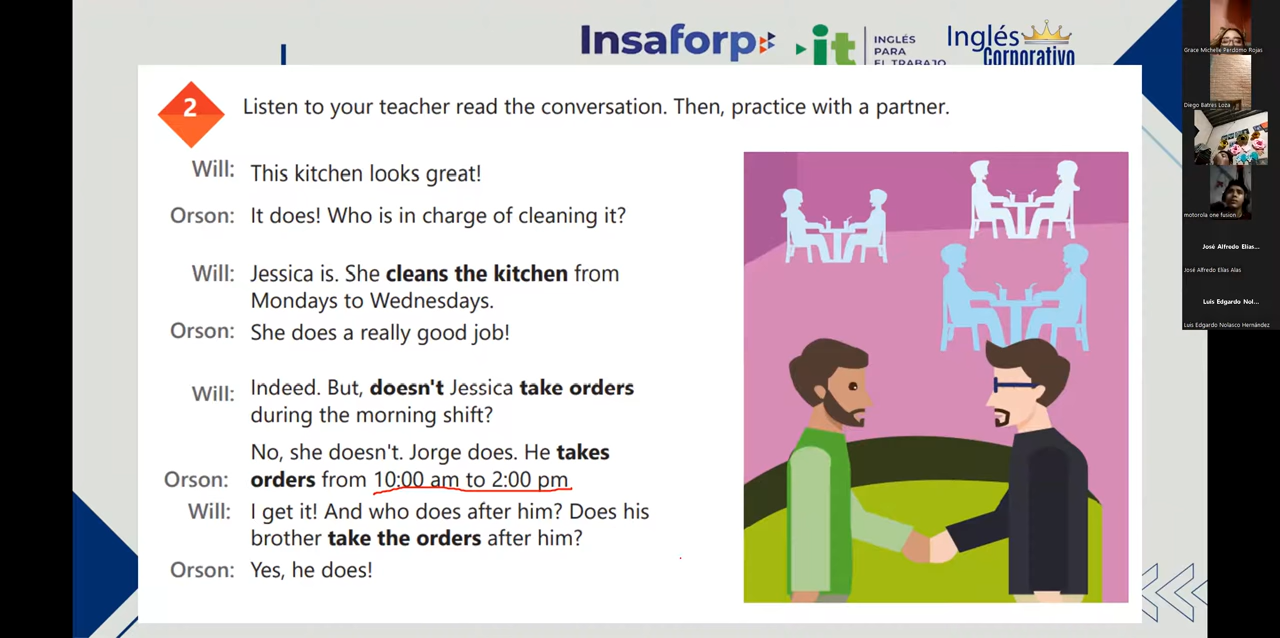 Insaforp
it
INGLÉS
PARA
EL TRABAJO
Inglés
Corporativo
2
Listen to your teacher read the conversation. Then, practice with a partner.
Will: This kitchen looks great!
Orson: It does! Who is in charge of cleaning it?
Will: Jessica is. She cleans the kitchen from
Mondays to Wednesdays.
Orson: She does a really good job!
Will: Indeed. But, doesn't Jessica take orders
during the morning shift?
No, she doesn't. Jorge does. He takes
Orson: orders from 10:00 am to 2:00 pm
Will: I get it! And who does after him? Does his
brother take the orders after him?
Orson: Yes, he does!
Grace Michelle Perdomo Rojas
Diego Batres Loza
motorola one fusion
José Alfredo Elías...
José Alfredo Elías Alas
Luis Edgardo Nol...
Luis Edgardo Nolasco Hernández